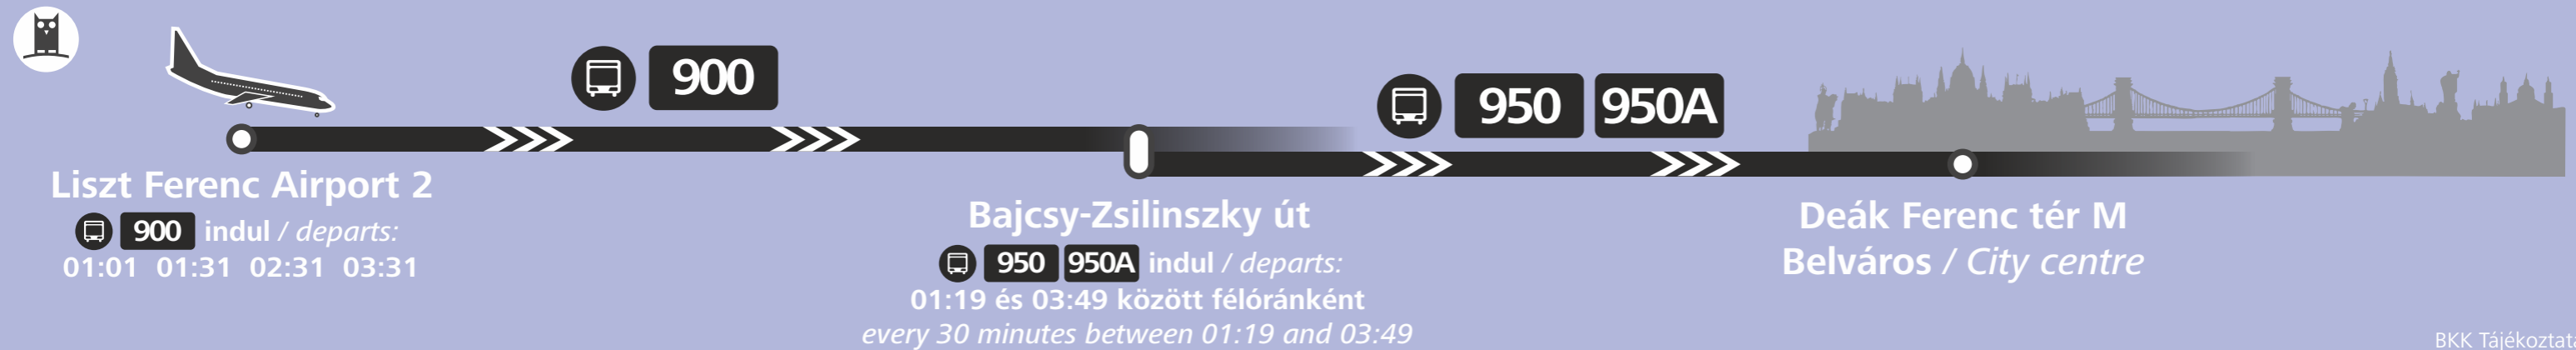 900
950 950A
Liszt Ferenc Airport 2
900 indul / departs:
01:01 01:31 02:31 03:31
Bajcsy-Zsilinszky út
950 950A indul / departs:
01:19 és 03:49 között félóránként
every 30 minutes between 01:19 and 03:49
Deák Ferenc tér M
Belváros / City centre
BKK